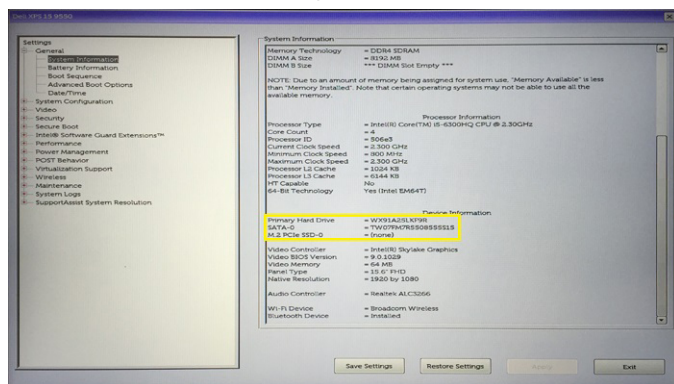 Dell XPS 15 9550
Settings
General
System Information
Battery Information
Boot Sequence
Advanced Boot Options
Date/Time
System Configuration
Video
Security
Secure Boot
Intel® Software Guard Extensions™
Performance
Power Management
POST Behavior
Virtualization Support
Wireless
Maintenance
System Logs
SupportAssist System Resolution
System Information
Memory Technology = DDR4 SDRAM
DIMM A Size = 8192 MB
DIMM B Size *** DIMM Slot Empty ***
NOTE: Due to an amount of memory being assigned for system use, "Memory Available" is less
than "Memory Installed". Note that certain operating systems may not be able to use all the
available memory.
Processor Information
Processor Type = Intel(R) Core(TM) i5-6300HQ CPU @ 2.30GHz
Core Count = 4
Processor ID = 506e3
Current Clock Speed = 2.300 GHz
Minimum Clock Speed = 800 MHz
Maximum Clock Speed = 2.300 GHz
Processor L2 Cache = 1024 KB
Processor L3 Cache = 6144 KB
HT Capable No
64-Bit Technology Yes (Intel EM64T)
Device Information
Primary Hard Drive =
SATA-0 =
M.2 PCIe SSD-0 = (none)
Video Controller = Intel(R) Skylake Graphics
Video BIOS Version = 9.0.1029
Video Memory = 64 MB
Panel Type = 15.6" FHD
Native Resolution = 1920 by 1080
Audio Controller = Realtek ALC3266
Wi-Fi Device = Broadcom Wireless
Bluetooth Device = Installed
Save Settings
Restore Settings
Apply
Exit